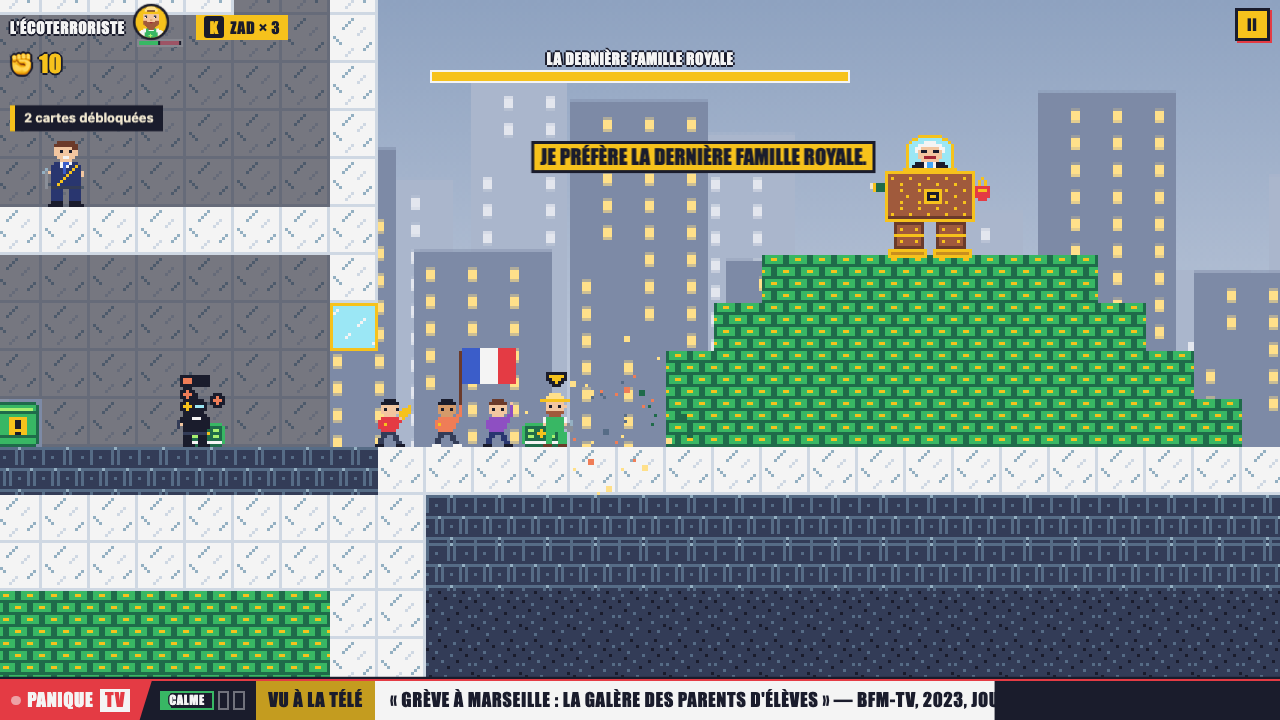 L'ÉCOTERRORISTE
K ZAD × 3
10
2 cartes débloquées
LA DERNIÈRE FAMILLE ROYALE
JE PRÉFÈRE LA DERNIÈRE FAMILLE ROYALE.
PANIQUE TV CALME VU À LA TÉLÉ « GRÈVE À MARSEILLE : LA GALÈRE DES PARENTS D'ÉLÈVES » — BFM-TV, 2023, JOU